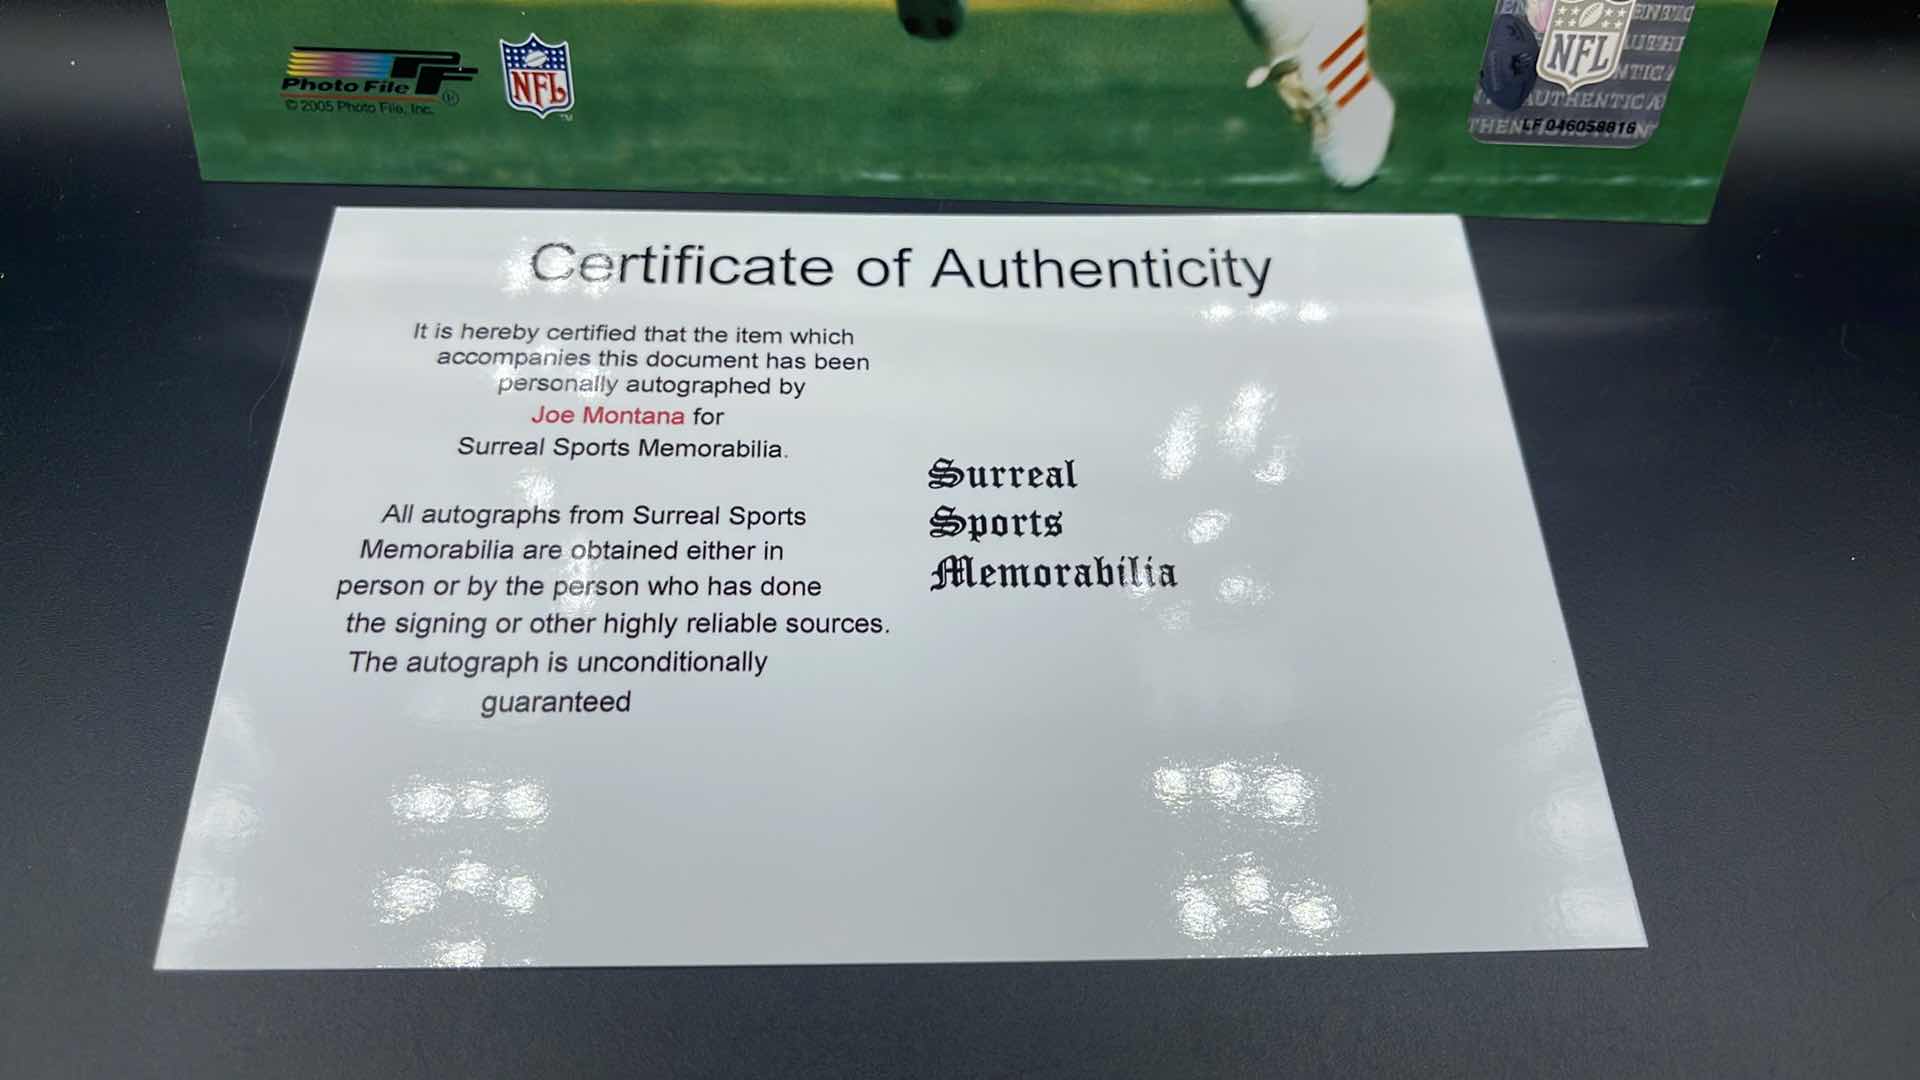 Photo File ®
© 2005 Photo File, Inc.
NFL
TM
NFL
AUTHENTIC
LF 046058816
Certificate of Authenticity
It is hereby certified that the item which
accompanies this document has been
personally autographed by
Joe Montana for
Surreal Sports Memorabilia.
All autographs from Surreal Sports
Memorabilia are obtained either in
person or by the person who has done
the signing or other highly reliable sources.
The autograph is unconditionally
guaranteed
Surreal
Sports
Memorabilia